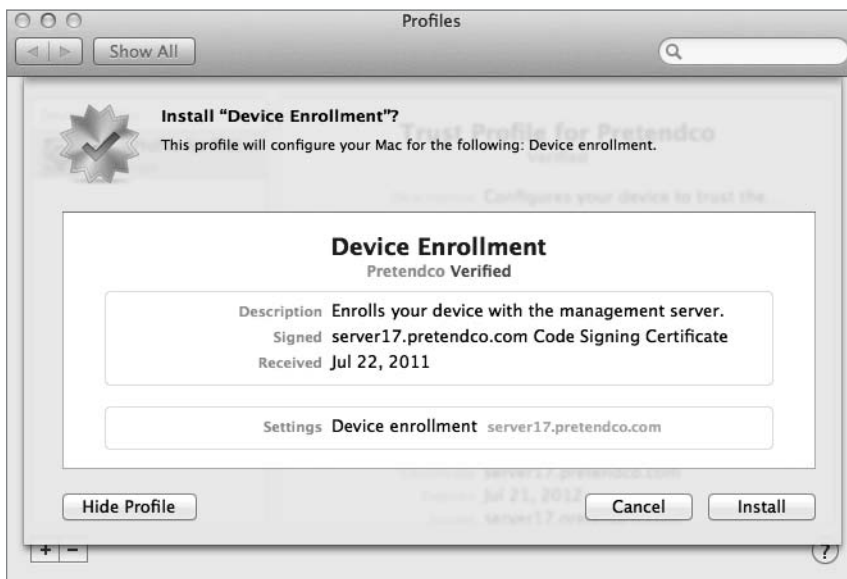 Profiles
Show All
Install “Device Enrollment”?
This profile will configure your Mac for the following: Device enrollment.
Trust Profile for Pretendco
Verified
Configures your device to trust the
Device Enrollment
Pretendco Verified
Description Enrolls your device with the management server.
Signed server17.pretendco.com Code Signing Certificate
Received Jul 22, 2011
Settings Device enrollment server17.pretendco.com
server17.pretendco.com
Jul 21, 2012
Hide Profile
Cancel
Install
+ −
?